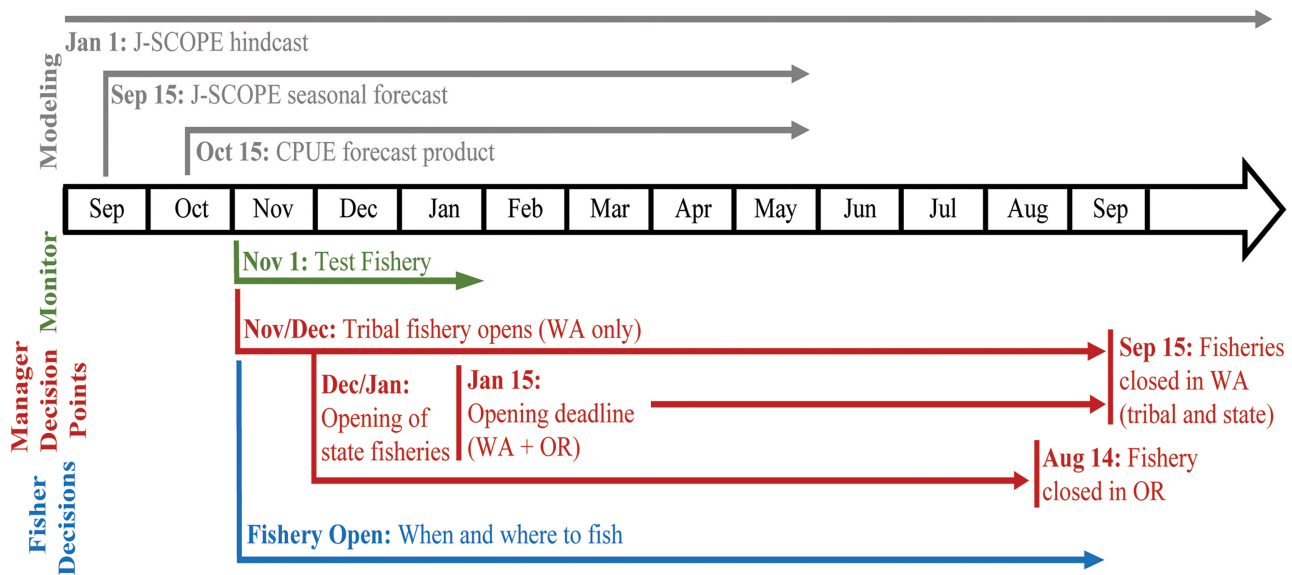 Modeling
Jan 1: J-SCOPE hindcast
Sep 15: J-SCOPE seasonal forecast
Oct 15: CPUE forecast product
Sep Oct Nov Dec Jan Feb Mar Apr May Jun Jul Aug Sep
Monitor
Nov 1: Test Fishery
Manager
Decision
Points
Nov/Dec: Tribal fishery opens (WA only)
Dec/Jan:
Opening of
state fisheries
Jan 15:
Opening deadline
(WA + OR)
Sep 15: Fisheries
closed in WA
(tribal and state)
Aug 14: Fishery
closed in OR
Fisher
Decisions
Fishery Open: When and where to fish